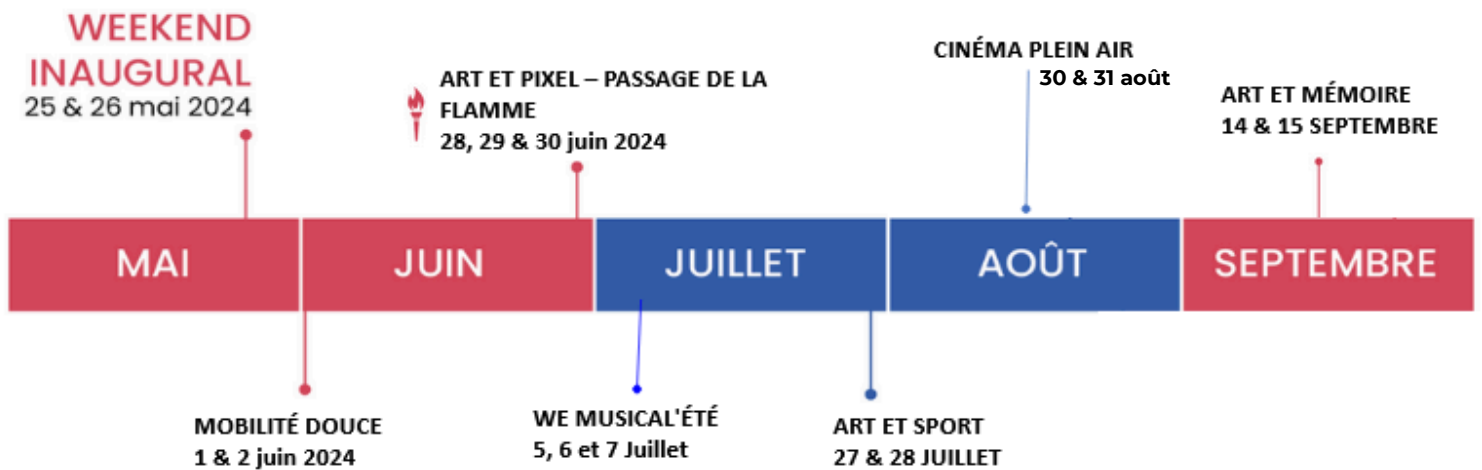 WEEKEND
INAUGURAL
25 & 26 mai 2024
ART ET PIXEL – PASSAGE DE LA
FLAMME
28, 29 & 30 juin 2024
CINÉMA PLEIN AIR
30 & 31 août
ART ET MÉMOIRE
14 & 15 SEPTEMBRE
MAI
JUIN
JUILLET
AOÛT
SEPTEMBRE
MOBILITÉ DOUCE
1 & 2 juin 2024
WE MUSICAL'ÉTÉ
5, 6 et 7 Juillet
ART ET SPORT
27 & 28 JUILLET